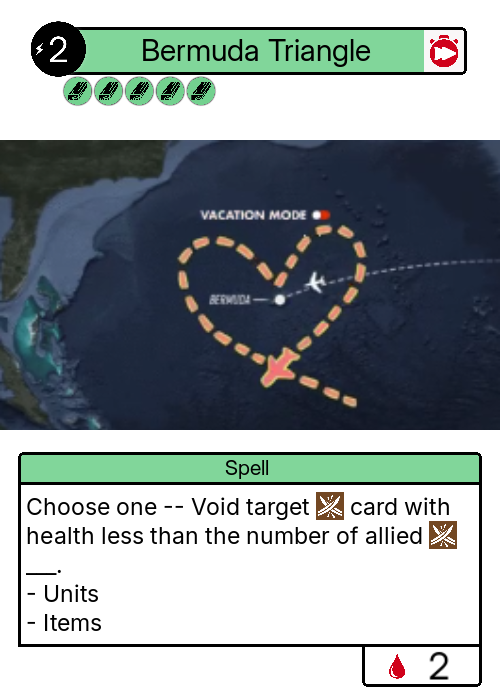 2 Bermuda Triangle
VACATION MODE
BERMUDA
Spell
Choose one -- Void target card with
health less than the number of allied
___.
- Units
- Items
2